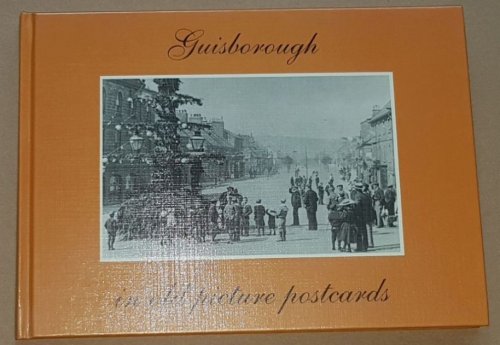 Guisborough
in old picture postcards